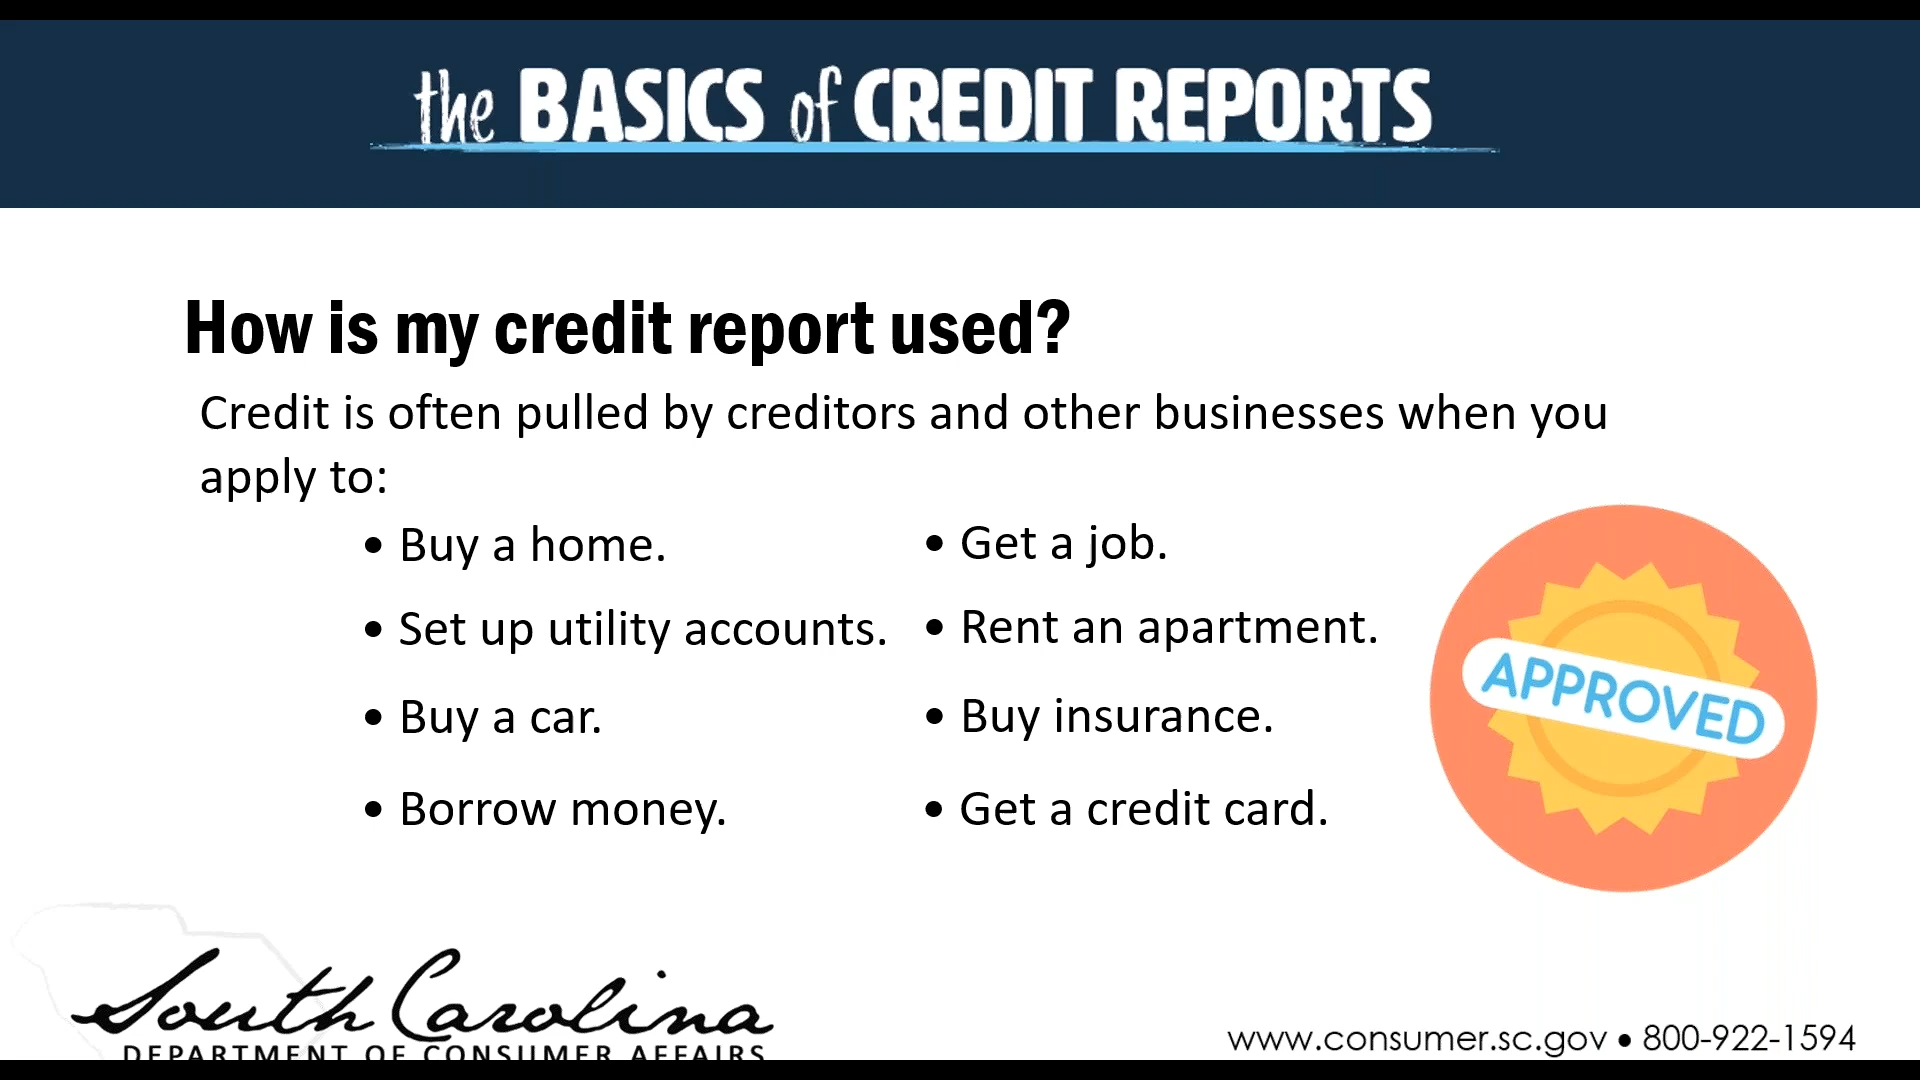 the BASICS of CREDIT REPORTS
How is my credit report used?
Credit is often pulled by creditors and other businesses when you
apply to:
• Buy a home.
• Set up utility accounts.
• Buy a car.
• Borrow money.
• Get a job.
• Rent an apartment.
• Buy insurance.
• Get a credit card.
APPROVED
South Carolina
DEPARTMENT OF CONSUMER AFFAIRS
www.consumer.sc.gov • 800-922-1594